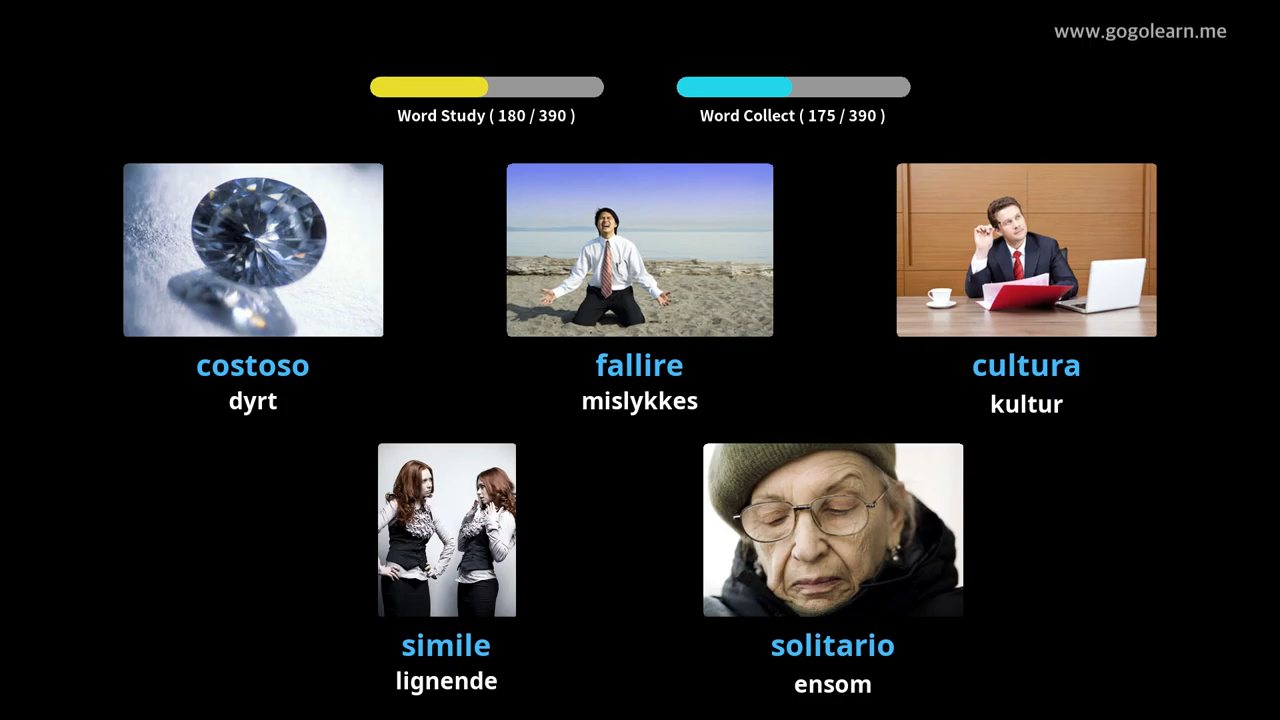 www.gogolearn.me
Word Study ( 180 / 390 )
Word Collect ( 175 / 390 )
costoso
dyrt
fallire
mislykkes
cultura
kultur
simile
lignende
solitario
ensom